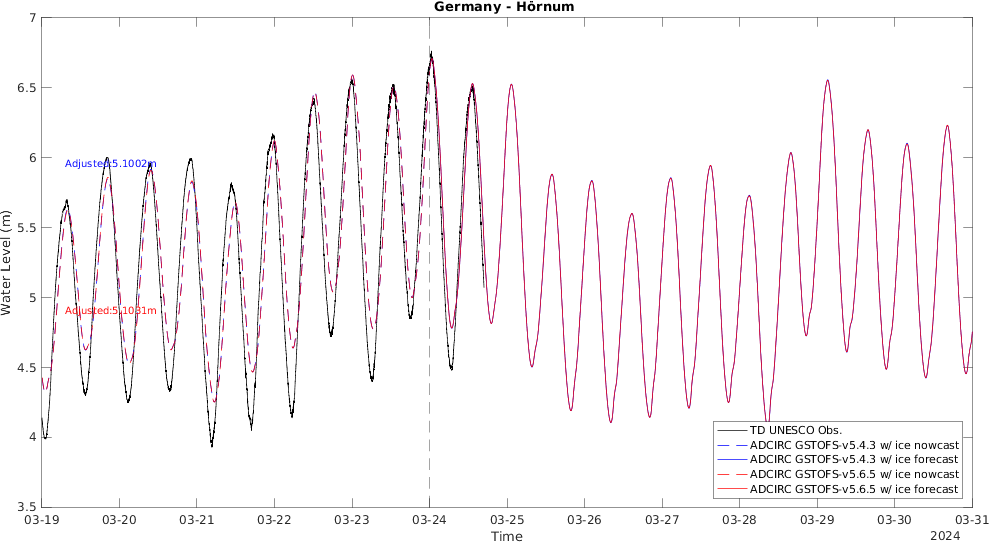 Germany - Hörnum
7
6.5
6
5.5
5
4.5
4
3.5
Water Level (m)
Adjusted:5.1002m
Adjusted:5.1031m
TD UNESCO Obs.
ADCIRC GSTOFS-v5.4.3 w/ ice nowcast
ADCIRC GSTOFS-v5.4.3 w/ ice forecast
ADCIRC GSTOFS-v5.6.5 w/ ice nowcast
ADCIRC GSTOFS-v5.6.5 w/ ice forecast
03-19 03-20 03-21 03-22 03-23 03-24 03-25 03-26 03-27 03-28 03-29 03-30 03-31
Time
2024